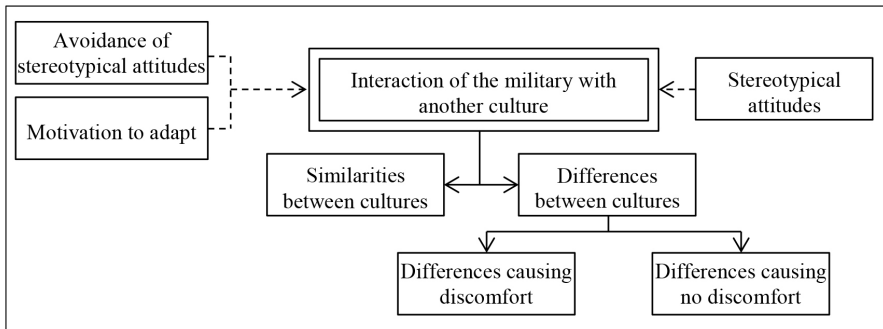 Avoidance of
stereotypical attitudes
Motivation to adapt
Interaction of the military with
another culture
Stereotypical
attitudes
Similarities
between cultures
Differences
between cultures
Differences causing
discomfort
Differences causing
no discomfort